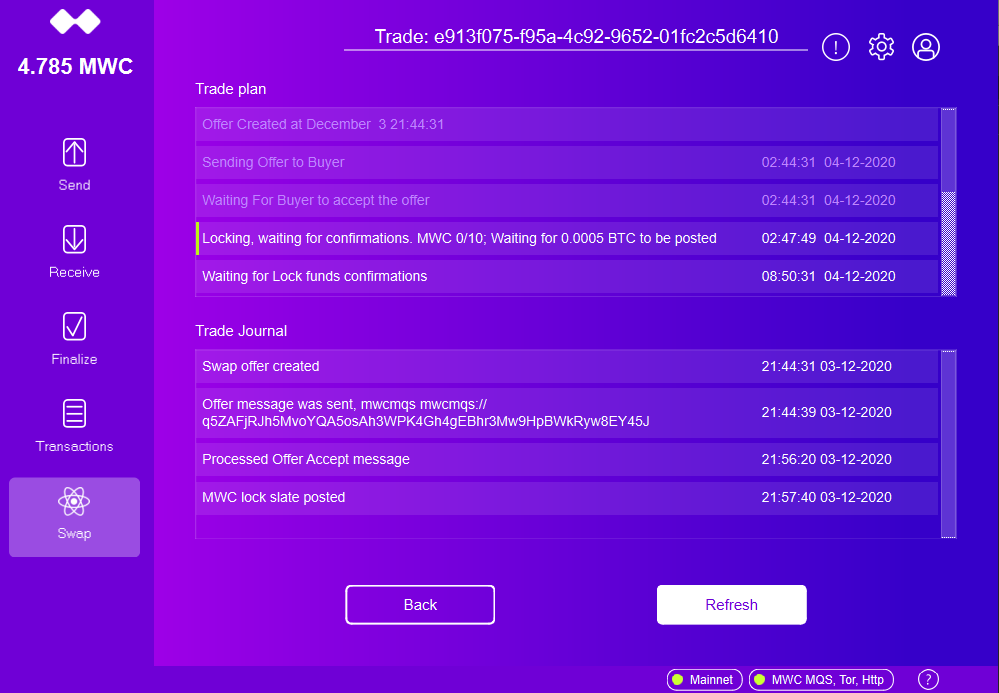 4.785 MWC
Trade: e913f075-f95a-4c92-9652-01fc2c5d6410
Send
Receive
Finalize
Transactions
Swap
Trade plan
Offer Created at December  3 21:44:31
Sending Offer to Buyer 02:44:31  04-12-2020
Waiting For Buyer to accept the offer 02:44:31  04-12-2020
Locking, waiting for confirmations. MWC 0/10; Waiting for 0.0005 BTC to be posted 02:47:49  04-12-2020
Waiting for Lock funds confirmations 08:50:31  04-12-2020
Trade Journal
Swap offer created 21:44:31 03-12-2020
Offer message was sent, mwcmqs mwcmqs://
q5ZAFjRJh5MvoYQA5osAh3WPK4Gh4gEBhr3Mw9HpBWkRyw8EY45J 21:44:39 03-12-2020
Processed Offer Accept message 21:56:20 03-12-2020
MWC lock slate posted 21:57:40 03-12-2020
Back
Refresh
Mainnet
MWC MQS, Tor, Http
?